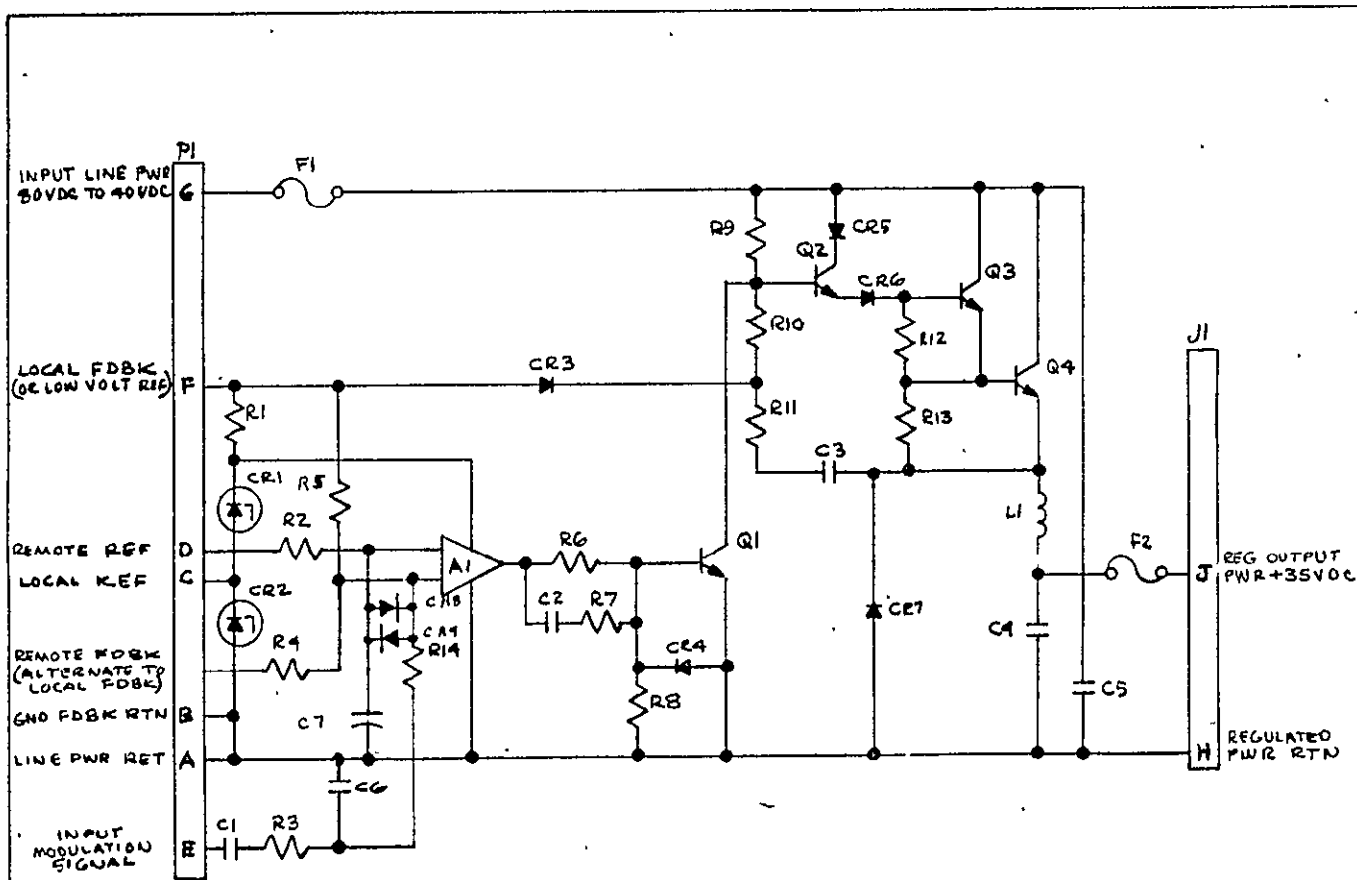 P1
F1
INPUT LINE PWR
80VDC TO 40VDC
G
R9
CR5
Q2
CR6
Q3
R10
R12
J1
LOCAL FDBK
(OR LOW VOLT REF)
F
CR3
Q4
R1
R11
R13
C3
CR1
R5
L1
R2
F2
REMOTE REF
D
A1
R6
Q1
REG OUTPUT
PWR +35VDC
J
LOCAL REF
C
CR2
CR8
C2
R7
CR7
C4
CR9
R14
REMOTE FDBK
(ALTERNATE TO
LOCAL FDBK)
R4
CR4
C5
R8
GND FDBK RTN
B
C7
LINE PWR RET
A
H
REGULATED
PWR RTN
C6
C1
R3
INPUT
MODULATION
SIGNAL
E